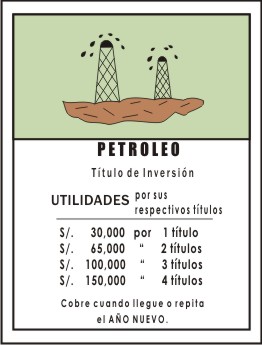 PETROLEO
Título de Inversión
UTILIDADES por sus
respectivos títulos
S/. 30,000 por 1 título
S/. 65,000 “ 2 títulos
S/. 100,000 “ 3 títulos
S/. 150,000 “ 4 títulos
Cobre cuando llegue o repita
el AÑO NUEVO.